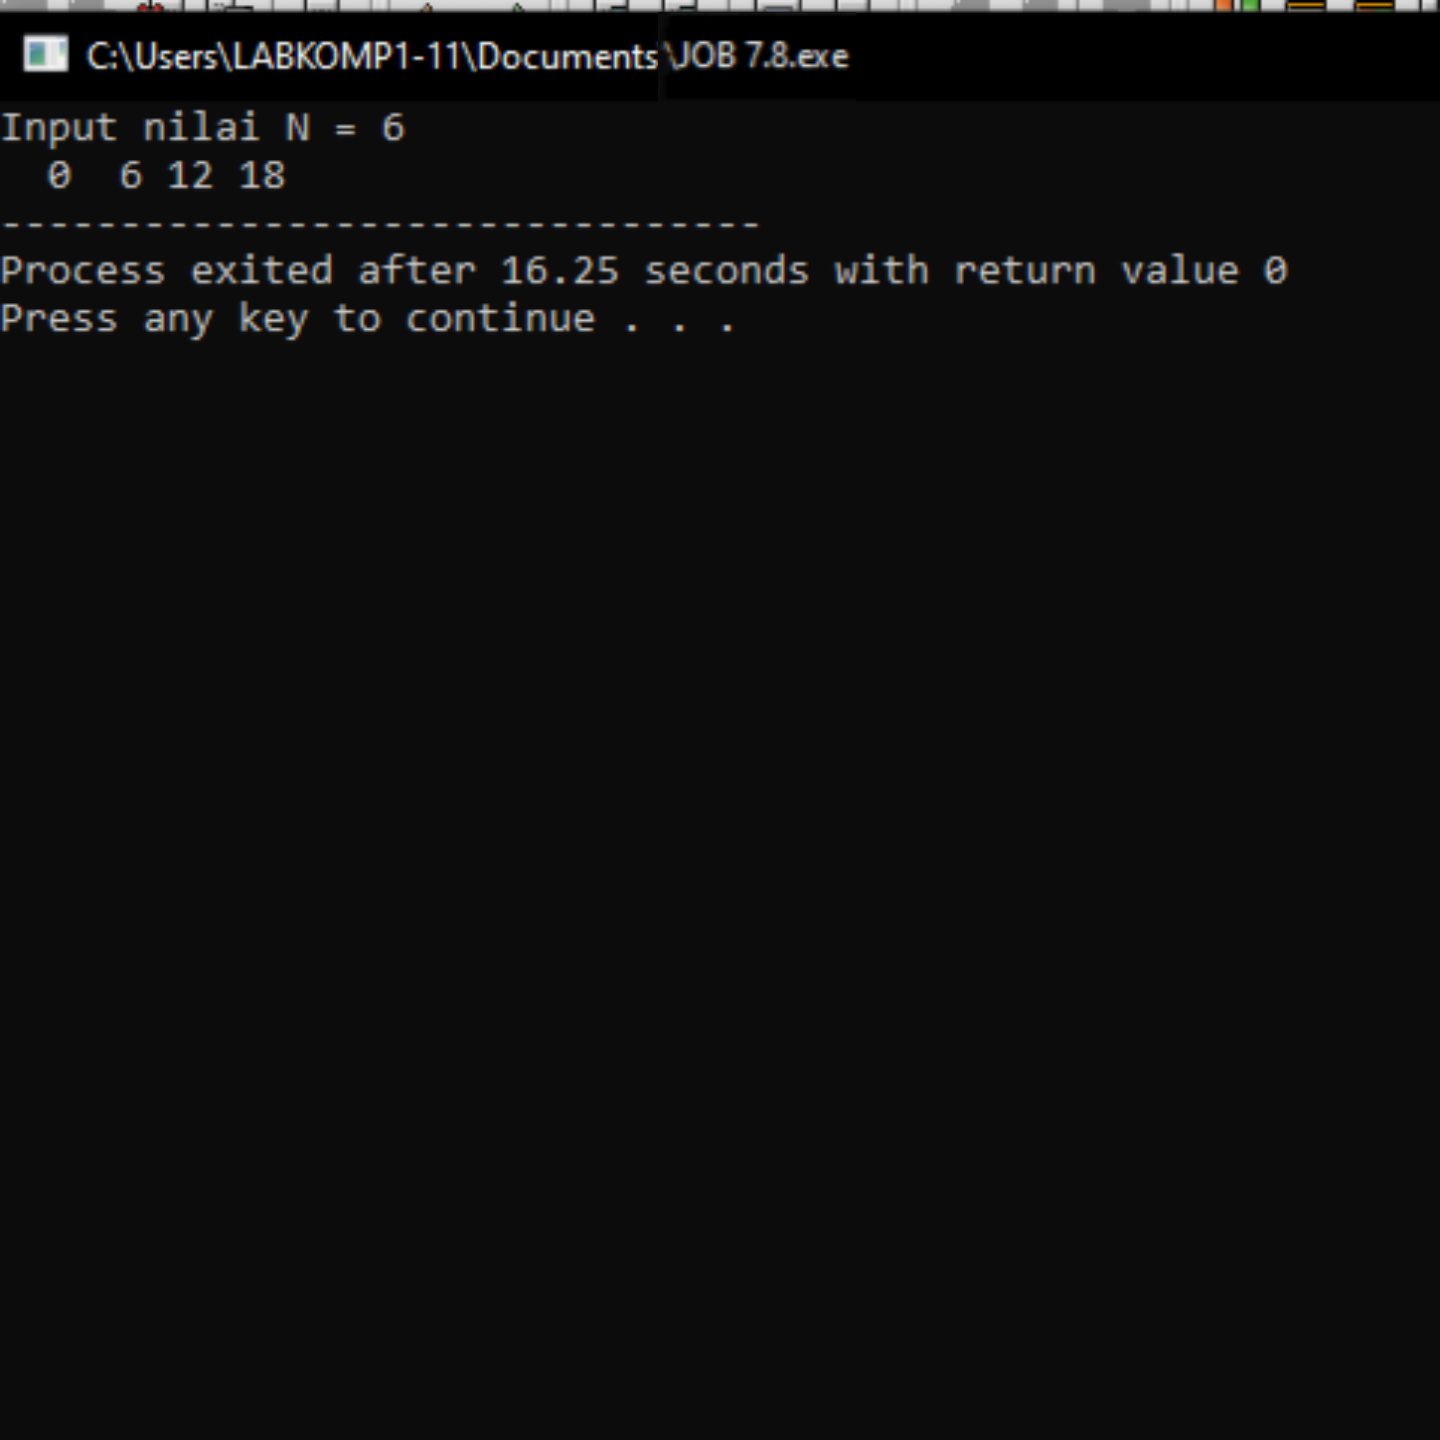 C:\Users\LABKOMP1-11\Documents\JOB 7.8.exe
Input nilai N = 6
  0  6 12 18
--------------------------------
Process exited after 16.25 seconds with return value 0
Press any key to continue . . .